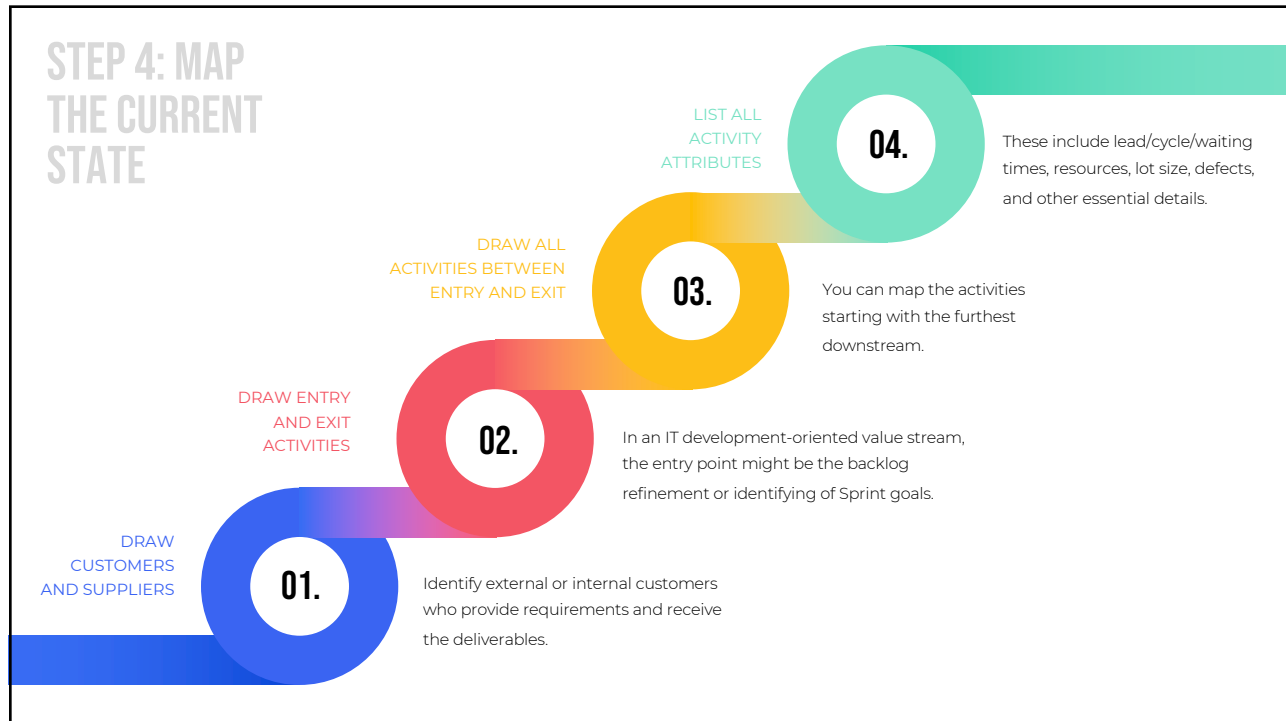 STEP 4: MAP
THE CURRENT
STATE
DRAW
CUSTOMERS
AND SUPPLIERS
01.
Identify external or internal customers
who provide requirements and receive
the deliverables.
DRAW ENTRY
AND EXIT
ACTIVITIES
02.
In an IT development-oriented value stream,
the entry point might be the backlog
refinement or identifying of Sprint goals.
DRAW ALL
ACTIVITIES BETWEEN
ENTRY AND EXIT
03.
You can map the activities
starting with the furthest
downstream.
LIST ALL
ACTIVITY
ATTRIBUTES
04.
These include lead/cycle/waiting
times, resources, lot size, defects,
and other essential details.